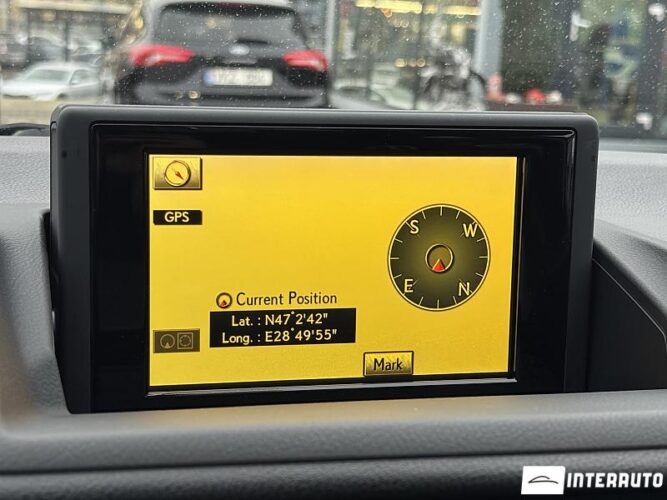 GPS
S
W
E
N
Current Position
Lat. : N47°2'42"
Long. : E28°49'55"
Mark
INTERAUTO